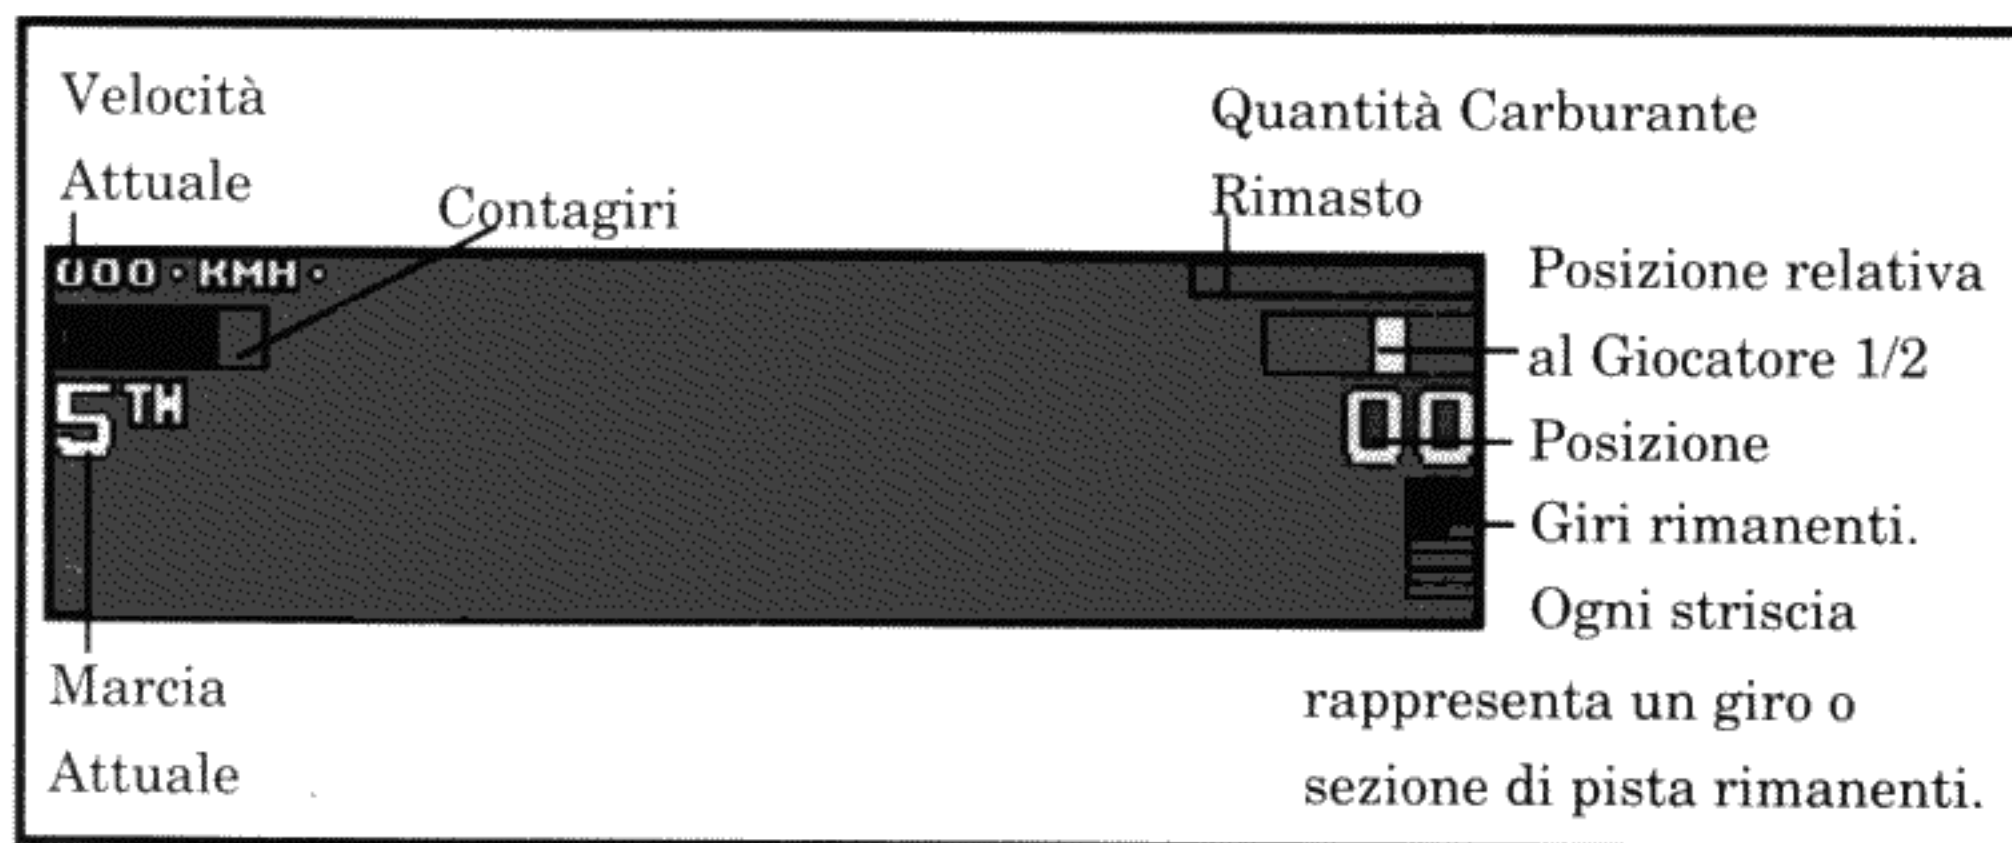 Velocità
Attuale
Contagiri
Quantità Carburante
Rimasto
000·KMH·
5TH
00
Posizione relativa
al Giocatore 1/2
Posizione
Giri rimanenti.
Ogni striscia
rappresenta un giro o
sezione di pista rimanenti.
Marcia
Attuale